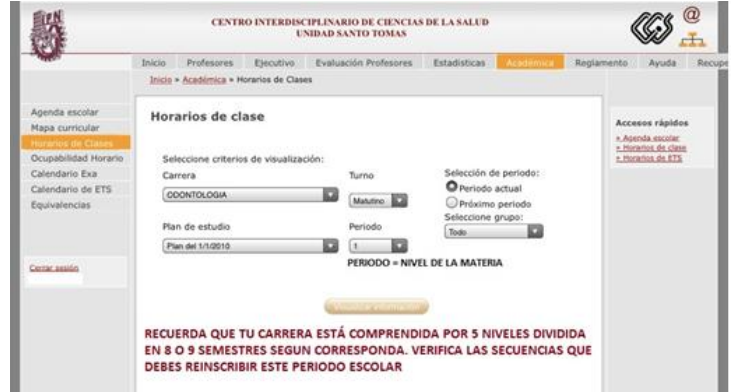 CENTRO INTERDISCIPLINARIO DE CIENCIAS DE LA SALUD
UNIDAD SANTO TOMAS
Inicio Profesores Ejecutivo Evaluación Profesores Estadisticas Académica Reglamento Ayuda Recupe
Inicio » Académica » Horarios de Clases
Agenda escolar
Mapa curricular
Horarios de Clases
Ocupabilidad Horario
Calendario Exa
Calendario de ETS
Equivalencias
Cerrar sesión
Horarios de clase
Seleccione criterios de visualización:
Carrera
ODONTOLOGIA
Turno
Matutino
Selección de periodo:
Periodo actual
Próximo periodo
Plan de estudio
Plan del 1/1/2010
Periodo
1
Seleccione grupo:
Todo
PERIODO = NIVEL DE LA MATERIA
Visualizar información
RECUERDA QUE TU CARRERA ESTÁ COMPRENDIDA POR 5 NIVELES DIVIDIDA
EN 8 O 9 SEMESTRES SEGUN CORRESPONDA. VERIFICA LAS SECUENCIAS QUE
DEBES REINSCRIBIR ESTE PERIODO ESCOLAR
Accesos rápidos
» Agenda escolar
» Horarios de clase
» Horarios de ETS